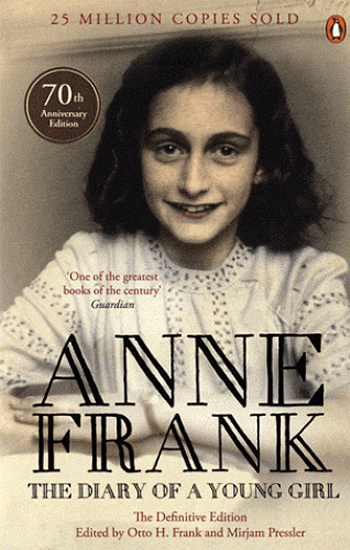 25 MILLION COPIES SOLD
70th
Anniversary
Edition
'One of the greatest
books of the century'
Guardian
ANNE
FRANK
THE DIARY OF A YOUNG GIRL
The Definitive Edition
Edited by Otto H. Frank and Mirjam Pressler